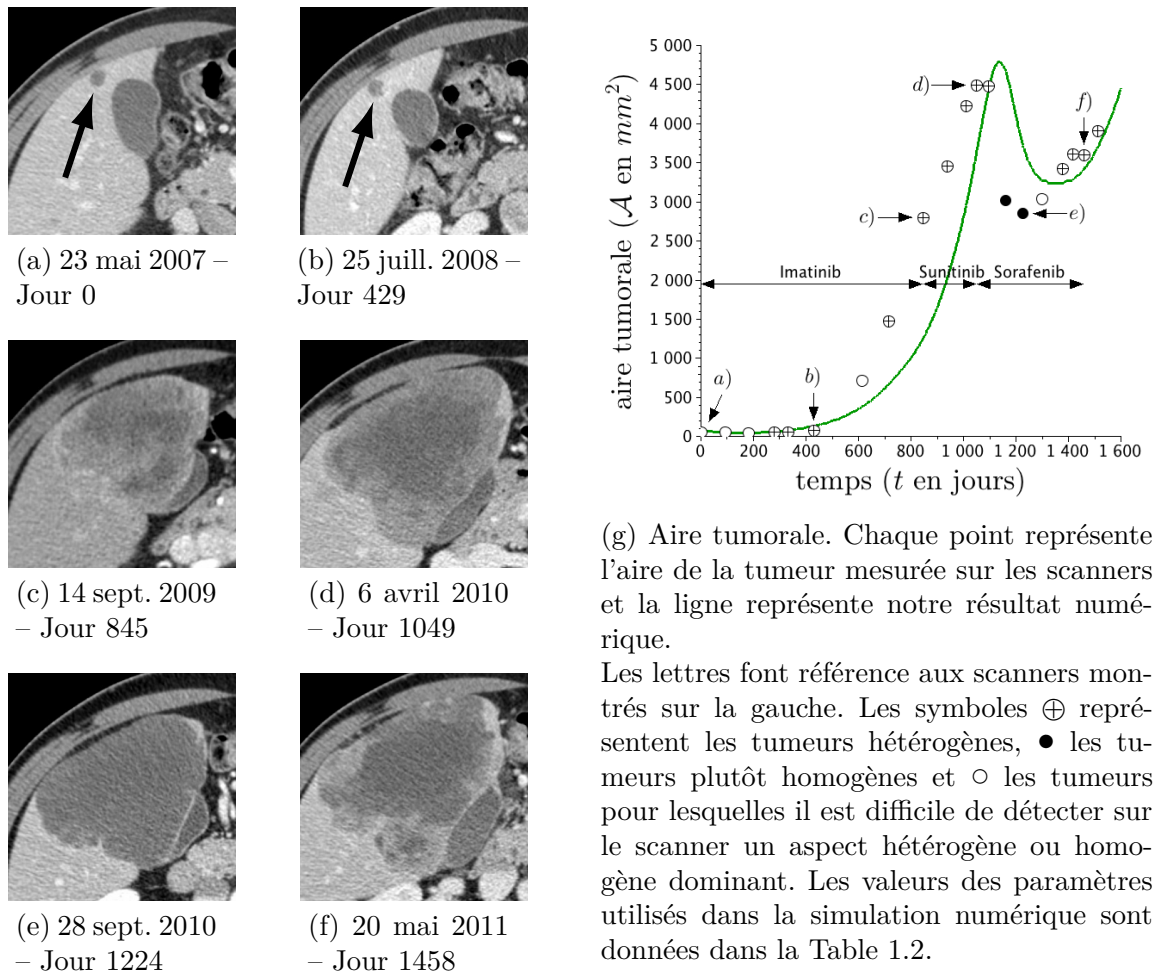 (a) 23 mai 2007 –
Jour 0
(b) 25 juill. 2008 –
Jour 429
(c) 14 sept. 2009
– Jour 845
(d) 6 avril 2010
– Jour 1049
(e) 28 sept. 2010
– Jour 1224
(f) 20 mai 2011
– Jour 1458
aire tumorale (𝒜 en mm²)
5 000
4 500
4 000
3 500
3 000
2 500
2 000
1 500
1 000
500
0
a)
b)
c)
d)
e)
f)
Imatinib
Sunitinib
Sorafenib
0 200 400 600 800 1 000 1 200 1 400 1 600
temps (t en jours)
(g) Aire tumorale. Chaque point représente
l'aire de la tumeur mesurée sur les scanners
et la ligne représente notre résultat numé-
rique.
Les lettres font référence aux scanners mon-
trés sur la gauche. Les symboles ⊕ repré-
sentent les tumeurs hétérogènes, ● les tu-
meurs plutôt homogènes et ○ les tumeurs
pour lesquelles il est difficile de détecter sur
le scanner un aspect hétérogène ou homo-
gène dominant. Les valeurs des paramètres
utilisés dans la simulation numérique sont
données dans la Table 1.2.